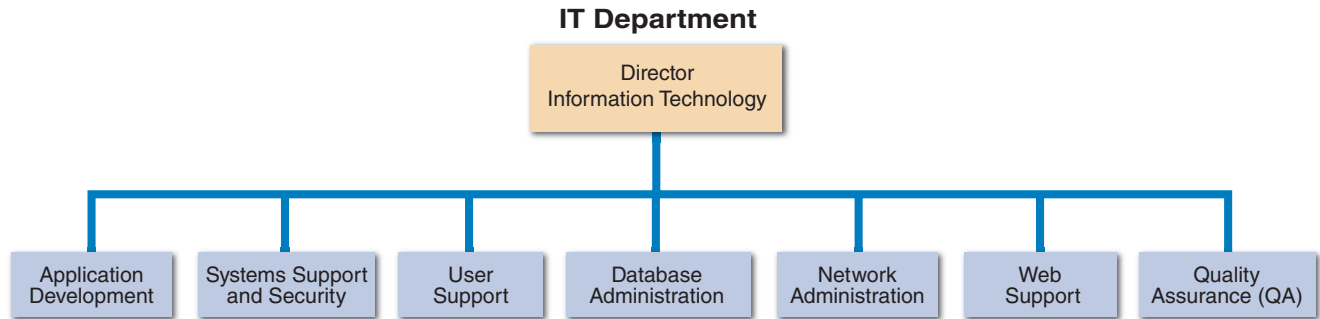 IT Department
Director
Information Technology
Application
Development
Systems Support
and Security
User
Support
Database
Administration
Network
Administration
Web
Support
Quality
Assurance (QA)